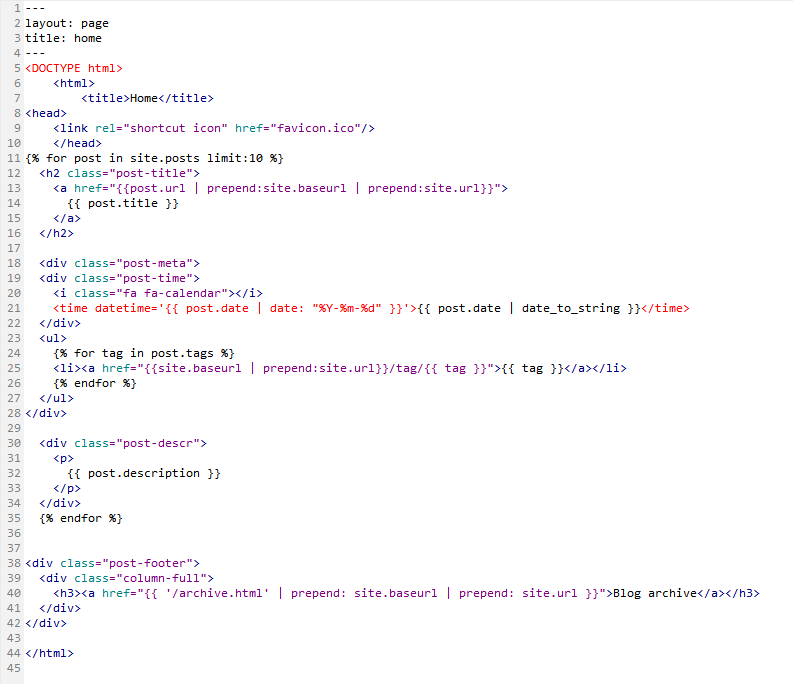 1 ---
2 layout: page
3 title: home
4 ---
5 <DOCTYPE html>
6     <html>
7         <title>Home</title>
8 <head>
9     <link rel="shortcut icon" href="favicon.ico"/>
10     </head>
11 {% for post in site.posts limit:10 %}
12   <h2 class="post-title">
13     <a href="{{post.url | prepend:site.baseurl | prepend:site.url}}">
14       {{ post.title }}
15     </a>
16   </h2>
17
18   <div class="post-meta">
19   <div class="post-time">
20     <i class="fa fa-calendar"></i>
21     <time datetime='{{ post.date | date: "%Y-%m-%d" }}'>{{ post.date | date_to_string }}</time>
22   </div>
23   <ul>
24     {% for tag in post.tags %}
25     <li><a href="{{site.baseurl | prepend:site.url}}/tag/{{ tag }}">{{ tag }}</a></li>
26     {% endfor %}
27   </ul>
28 </div>
29
30   <div class="post-descr">
31     <p>
32       {{ post.description }}
33     </p>
34   </div>
35   {% endfor %}
36
37
38 <div class="post-footer">
39   <div class="column-full">
40     <h3><a href="{{ '/archive.html' | prepend: site.baseurl | prepend: site.url }}">Blog archive</a></h3>
41   </div>
42 </div>
43
44 </html>
45